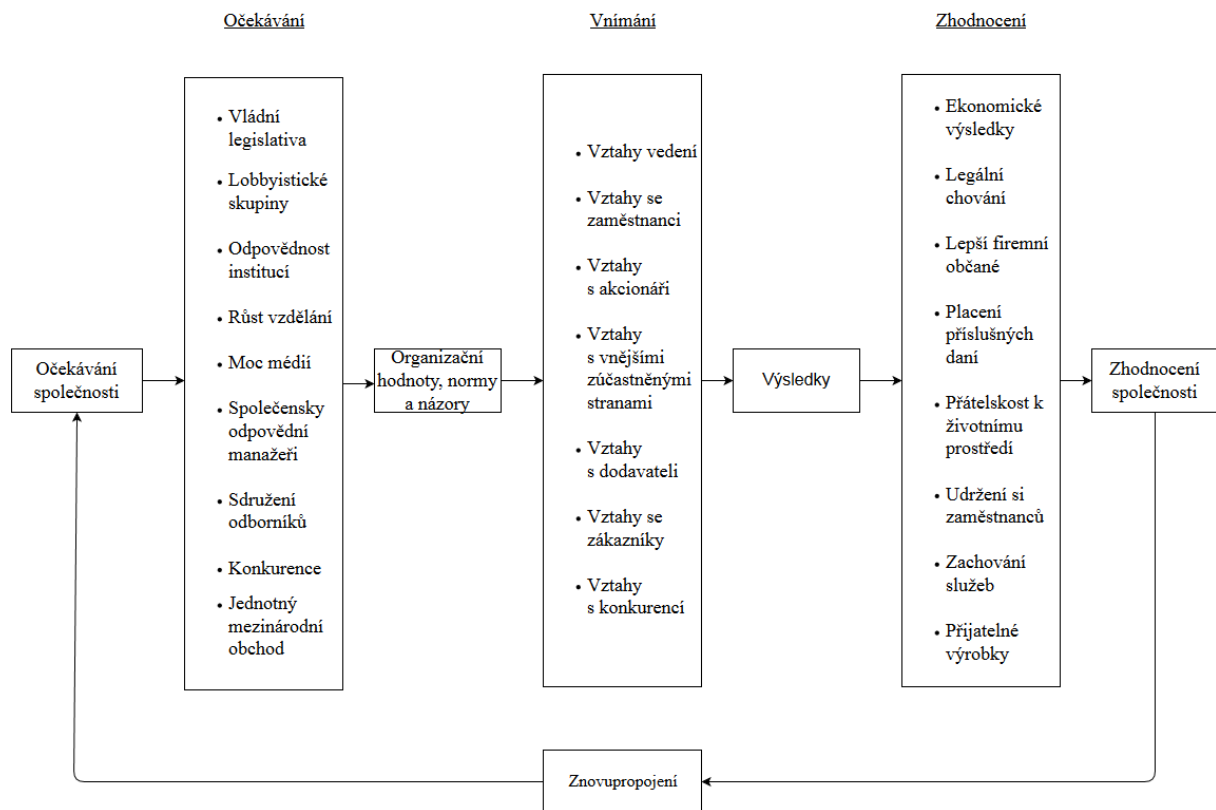 Očekávání
Vnímání
Zhodnocení
Očekávání
společnosti
• Vládní
legislativa
• Lobbyistické
skupiny
• Odpovědnost
institucí
• Růst vzdělání
• Moc médií
• Společensky
odpovědní
manažeři
• Sdružení
odborníků
• Konkurence
• Jednotný
mezinárodní
obchod
Organizační
hodnoty, normy
a názory
• Vztahy vedení
• Vztahy se
zaměstnanci
• Vztahy
s akcionáři
• Vztahy
s vnějšími
zúčastněnými
stranami
• Vztahy
s dodavateli
• Vztahy se
zákazníky
• Vztahy
s konkurencí
Výsledky
• Ekonomické
výsledky
• Legální
chování
• Lepší firemní
občané
• Placení
příslušných
daní
• Přátelskost k
životnímu
prostředí
• Udržení si
zaměstnanců
• Zachování
služeb
• Přijatelné
výrobky
Zhodnocení
společnosti
Znovupropojení